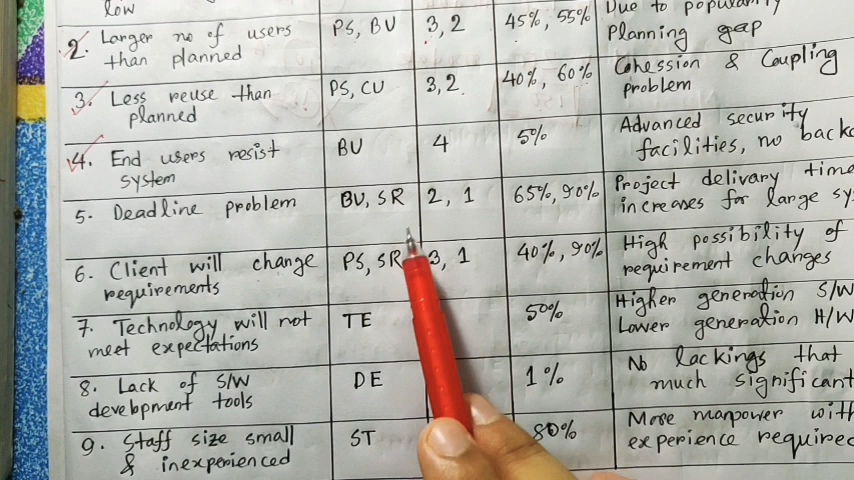 low
2. Larger no of users than planned PS, BU 3, 2 45%, 55% Due to popularity Planning gap
3. Less reuse than planned PS, CU 3, 2 40%, 60% Cohession & Coupling problem
4. End users resist system BU 4 5% Advanced security facilities, no
5. Deadline problem BU, SR 2, 1 65%, 90% Project delivary time increases for large
6. Client will change requirements PS, SR 3, 1 40%, 90% High possibility of requirement changes
7. Technology will not meet expectations TE 50% Higher generation S/W Lower generation H/W
8. Lack of S/W development tools DE 1% No lackings that much significant
9. Staff size small & inexperienced ST 80% More manpower with experience required